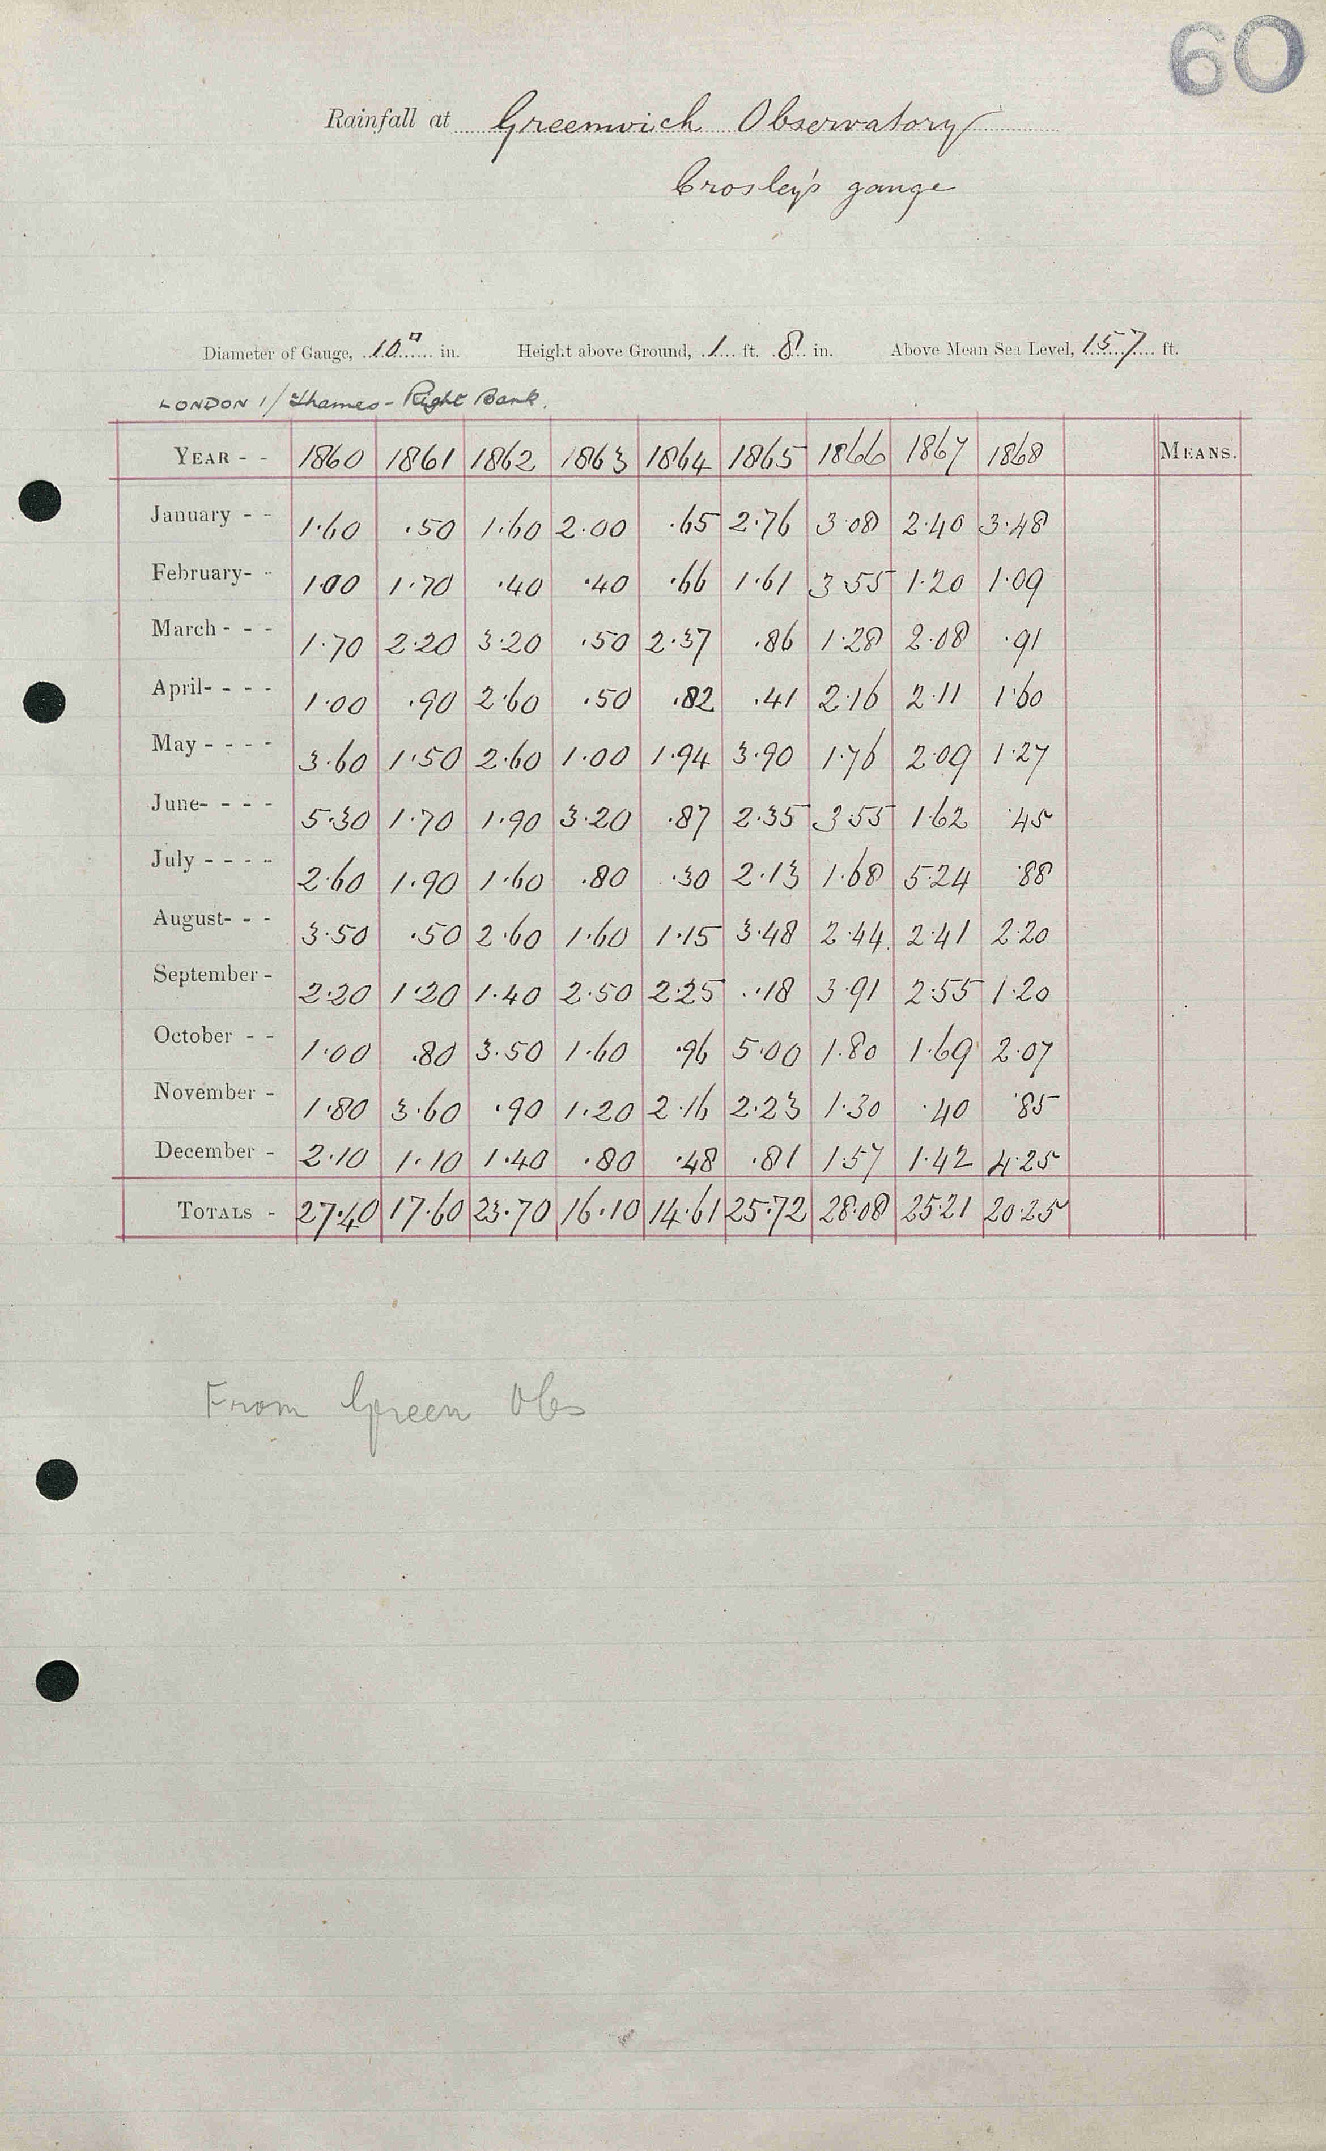 60
Rainfall at Greenwich Observatory
Crosley's gauge
Diameter of Gauge, 10" in. Height above Ground, 1 ft. 8 in. Above Mean Sea Level, 157 ft.
LONDON 1/ Thames - Right Bank.
YEAR - - 1860 1861 1862 1863 1864 1865 1866 1867 1868 MEANS.
January - - 1.60 .50 1.60 2.00 .65 2.76 3.08 2.40 3.48
February- - 1.00 1.70 .40 .40 .66 1.61 3.55 1.20 1.09
March - - - 1.70 2.20 3.20 .50 2.37 .86 1.28 2.08 .91
April- - - - 1.00 .90 2.60 .50 .82 .41 2.16 2.11 1.60
May - - - - 3.60 1.50 2.60 1.00 1.94 3.90 1.76 2.09 1.27
June- - - - 5.30 1.70 1.90 3.20 .87 2.35 3.55 1.62 .45
July - - - - 2.60 1.90 1.60 .80 .30 2.13 1.68 5.24 .88
August- - - 3.50 .50 2.60 1.60 1.15 3.48 2.44 2.41 2.20
September - 2.20 1.20 1.40 2.50 2.25 .18 3.91 2.55 1.20
October - - 1.00 .80 3.50 1.60 .96 5.00 1.80 1.69 2.07
November - 1.80 3.60 .90 1.20 2.16 2.23 1.30 .40 .85
December - 2.10 1.10 1.40 .80 .48 .81 1.57 1.42 4.25
TOTALS - 27.40 17.60 23.70 16.10 14.61 25.72 28.08 25.21 20.25
From Green Obs